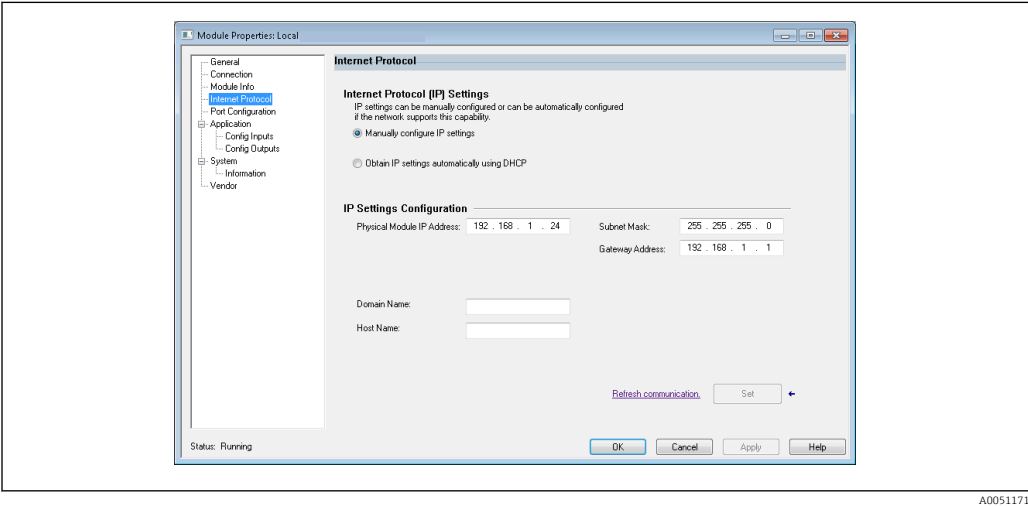 Module Properties: Local
General
Connection
Module Info
Internet Protocol
Port Configuration
Application
Config Inputs
Config Outputs
System
Information
Vendor
Internet Protocol
Internet Protocol (IP) Settings
IP settings can be manually configured or can be automatically configured
if the network supports this capability.
Manually configure IP settings
Obtain IP settings automatically using DHCP
IP Settings Configuration
Physical Module IP Address: 192 . 168 . 1 . 24 Subnet Mask: 255 . 255 . 255 . 0
Gateway Address: 192 . 168 . 1 . 1
Domain Name:
Host Name:
Refresh communication. Set
Status: Running OK Cancel Apply Help
A0051171